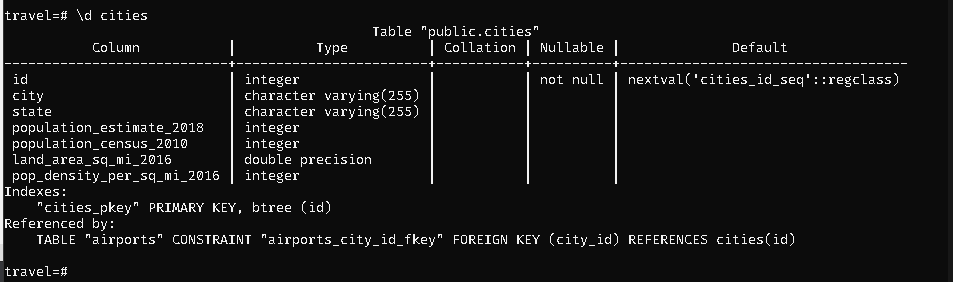 travel=# \d cities
                                        Table "public.cities"
           Column            |          Type          | Collation | Nullable |              Default
-----------------------------+------------------------+-----------+----------+------------------------------------
 id                          | integer                |           | not null | nextval('cities_id_seq'::regclass)
 city                        | character varying(255) |           |          |
 state                       | character varying(255) |           |          |
 population_estimate_2018    | integer                |           |          |
 population_census_2010      | integer                |           |          |
 land_area_sq_mi_2016        | double precision       |           |          |
 pop_density_per_sq_mi_2016  | integer                |           |          |
Indexes:
    "cities_pkey" PRIMARY KEY, btree (id)
Referenced by:
    TABLE "airports" CONSTRAINT "airports_city_id_fkey" FOREIGN KEY (city_id) REFERENCES cities(id)
travel=#